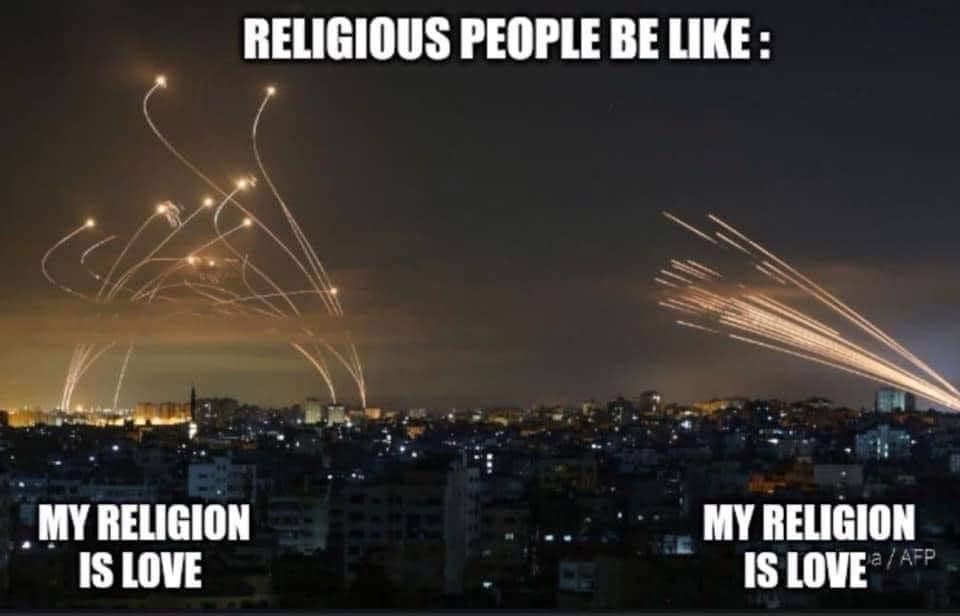 RELIGIOUS PEOPLE BE LIKE :
MY RELIGION
IS LOVE
MY RELIGION
IS LOVE
/ AFP